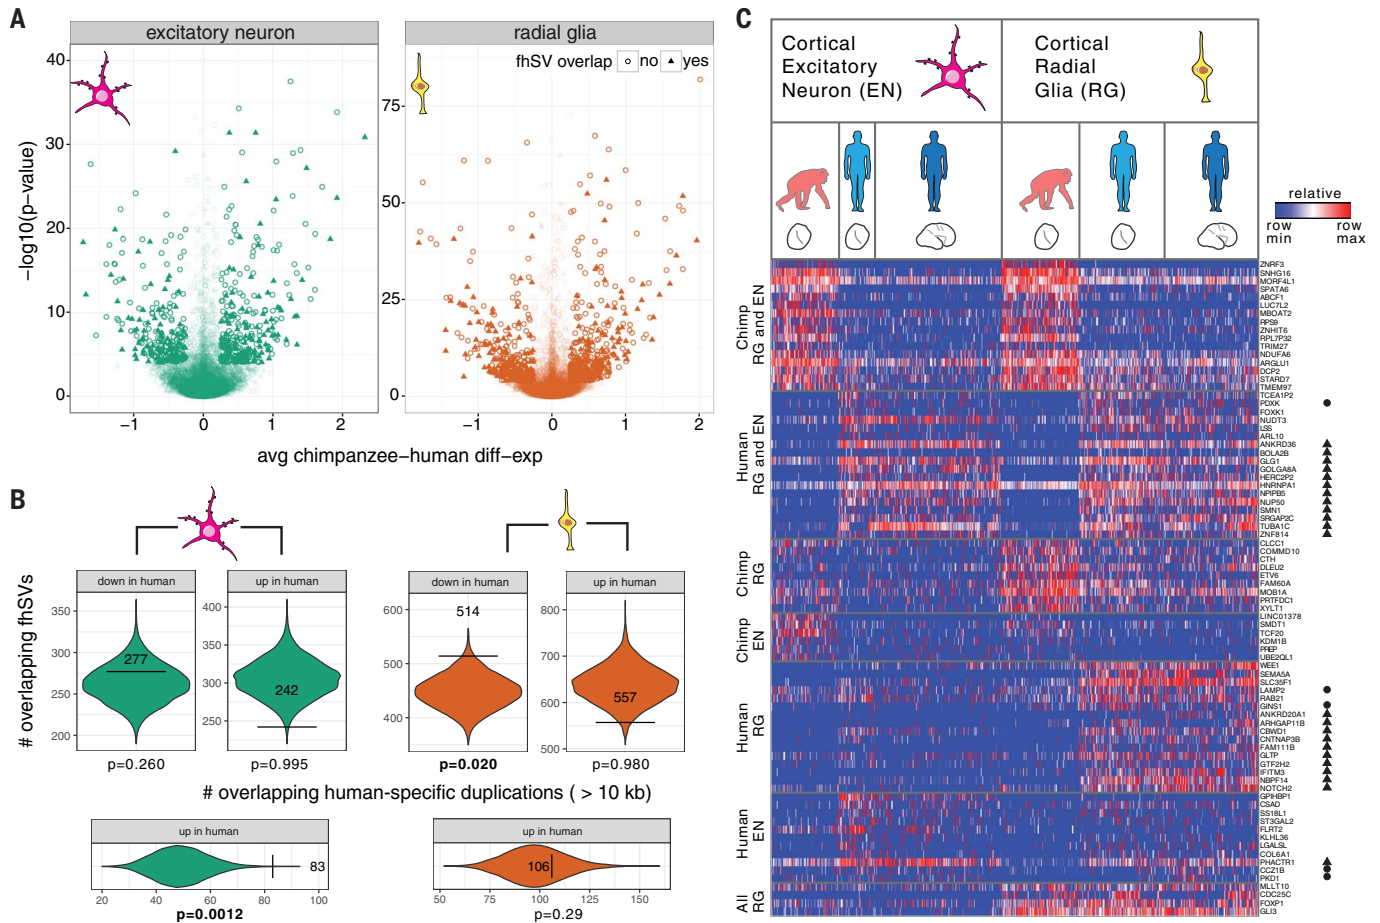 A
excitatory neuron
radial glia
fhSV overlap no yes
−log10(p−value)
40
30
20
10
0
75
50
25
0
−1 0 1 2
−1 0 1 2
avg chimpanzee−human diff−exp
B
# overlapping fhSVs
down in human
up in human
down in human
up in human
350
300
250
200
277
400
350
300
250
242
600
500
400
514
800
700
600
500
557
p=0.260
p=0.995
p=0.020
p=0.980
# overlapping human-specific duplications ( > 10 kb)
up in human
up in human
83
106
20 40 60 80 100
50 75 100 125 150
p=0.0012
p=0.29
C
Cortical
Excitatory
Neuron (EN)
Cortical
Radial
Glia (RG)
relative
row min
row max
Chimp RG and EN
ZNRF3
SNHG16
MORF4L1
SPATA6
ABCF1
LUC7L2
MBOAT2
RPS9
ZNHIT6
RPL7P32
TRIM27
NDUFA6
ARGLU1
DCP2
STARD7
TMEM97
Human RG and EN
TCEA1P2
PDXK
FOXK1
NUDT3
LSS
ARL10
ANKRD36
BOLA2B
GLG1
GOLGA8A
HERC2P2
HNRNPA1
NPIPB5
NUP50
SMN1
SRGAP2C
TUBA1C
ZNF814
Chimp RG
CLCC1
COMMD10
CTH
DLEU2
ETV6
FAM60A
MOB1A
PRTFDC1
XYLT1
Chimp EN
LINC01378
SMDT1
TCF20
KDM1B
PREP
UBE2QL1
Human RG
WEE1
SEMA5A
SLC35F1
LAMP2
RAB21
GINS1
ANKRD20A1
ARHGAP11B
CBWD1
CNTNAP3B
FAM111B
GLTP
GTF2H2
IFITM3
NBPF14
NOTCH2
Human EN
GPIHBP1
CSAD
SS18L1
ST3GAL2
FLRT2
KLHL36
LGALSL
COL6A1
PHACTR1
CCZ1B
PKD1
All RG
MLLT10
CDC25C
FOXP1
GLI3